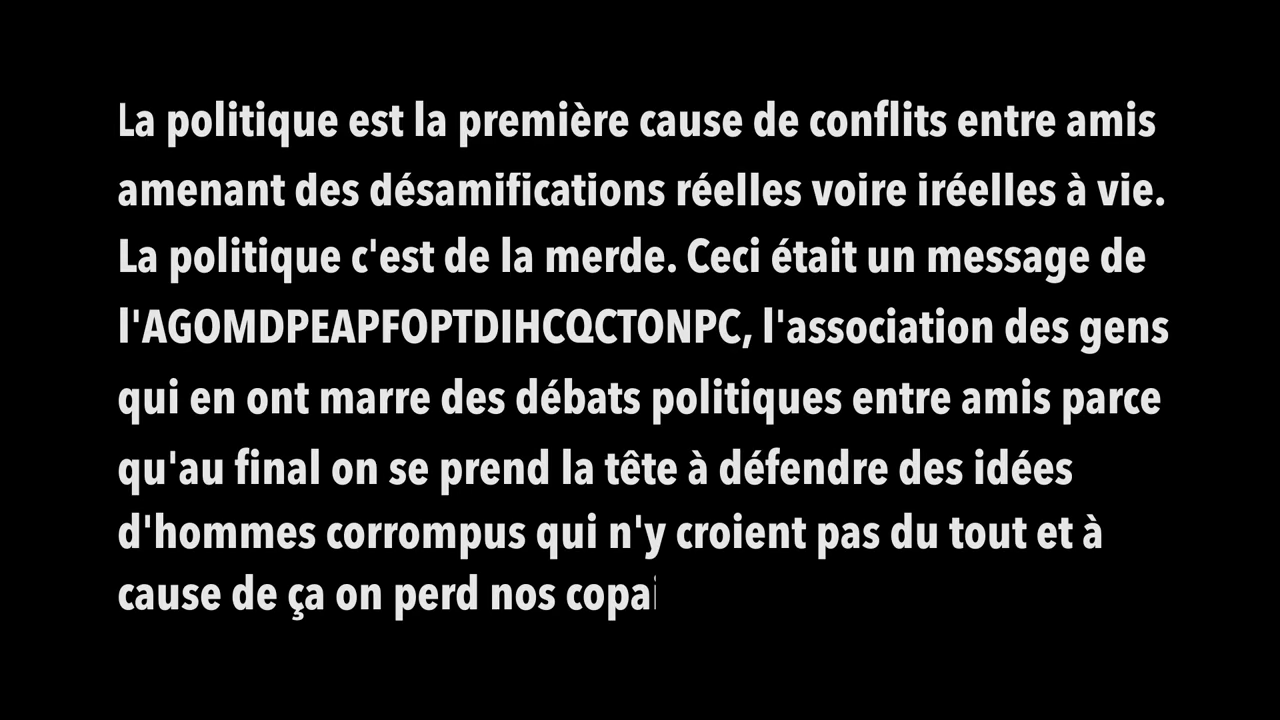 La politique est la première cause de conflits entre amis
amenant des désamifications réelles voire iréelles à vie.
La politique c'est de la merde. Ceci était un message de
l'AGOMDPEAPFOPTDIHCQCTONPC, l'association des gens
qui en ont marre des débats politiques entre amis parce
qu'au final on se prend la tête à défendre des idées
d'hommes corrompus qui n'y croient pas du tout et à
cause de ça on perd nos copai